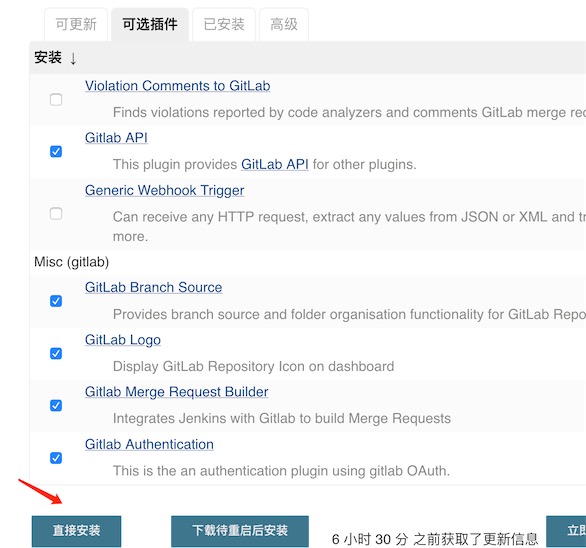 可更新 可选插件 已安装 高级
安装 ↓
Violation Comments to GitLab
Finds violations reported by code analyzers and comments GitLab merge
Gitlab API
This plugin provides GitLab API for other plugins.
Generic Webhook Trigger
Can receive any HTTP request, extract any values from JSON or XML and
more.
Misc (gitlab)
GitLab Branch Source
Provides branch source and folder organisation functionality for GitLab
GitLab Logo
Display GitLab Repository Icon on dashboard
Gitlab Merge Request Builder
Integrates Jenkins with Gitlab to build Merge Requests
Gitlab Authentication
This is the an authentication plugin using gitlab OAuth.
直接安装 下载待重启后安装 6 小时 30 分 之前获取了更新信息 立即